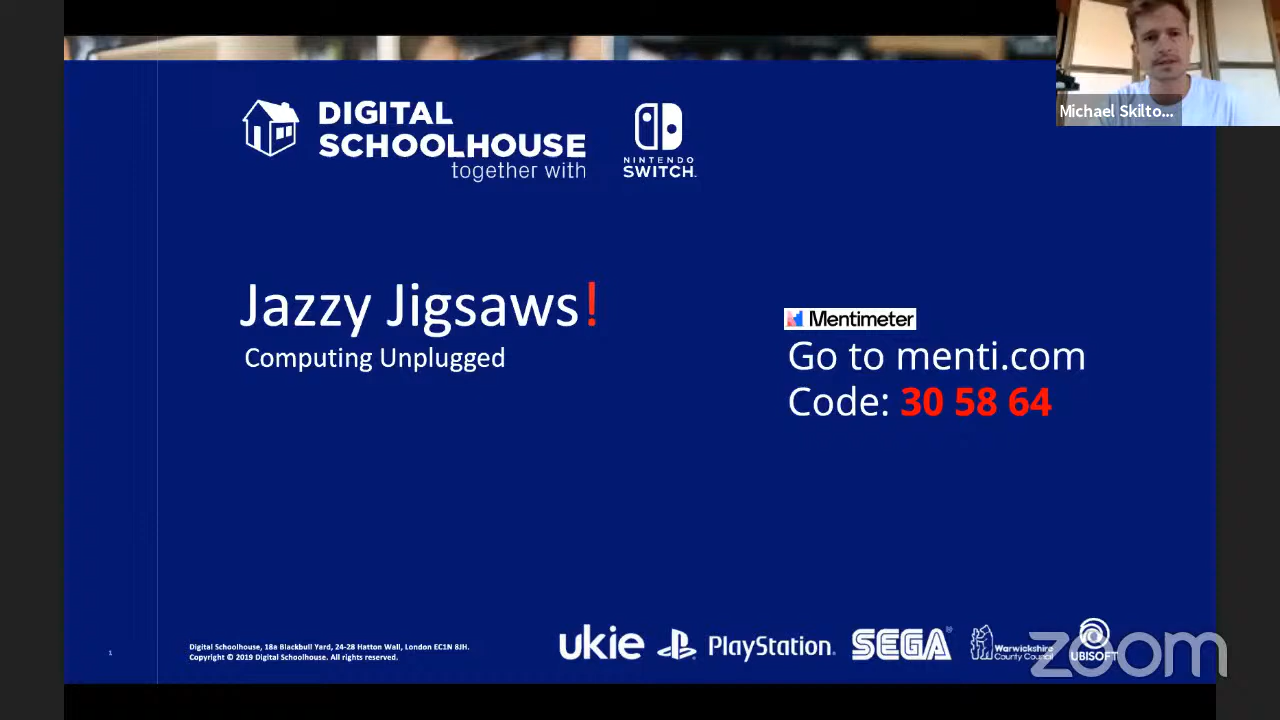 Michael Skilto...
DIGITAL
SCHOOLHOUSE
together with
NINTENDO
SWITCH
Jazzy Jigsaws!
Computing Unplugged
Mentimeter
Go to menti.com
Code: 30 58 64
1
Digital Schoolhouse, 18a Blackbull Yard, 24-28 Hatton Wall, London EC1N 8JH.
Copyright © 2019 Digital Schoolhouse. All rights reserved.
ukie
PlayStation.
SEGA®
Warwickshire
County Council
UBISOFT
zoom